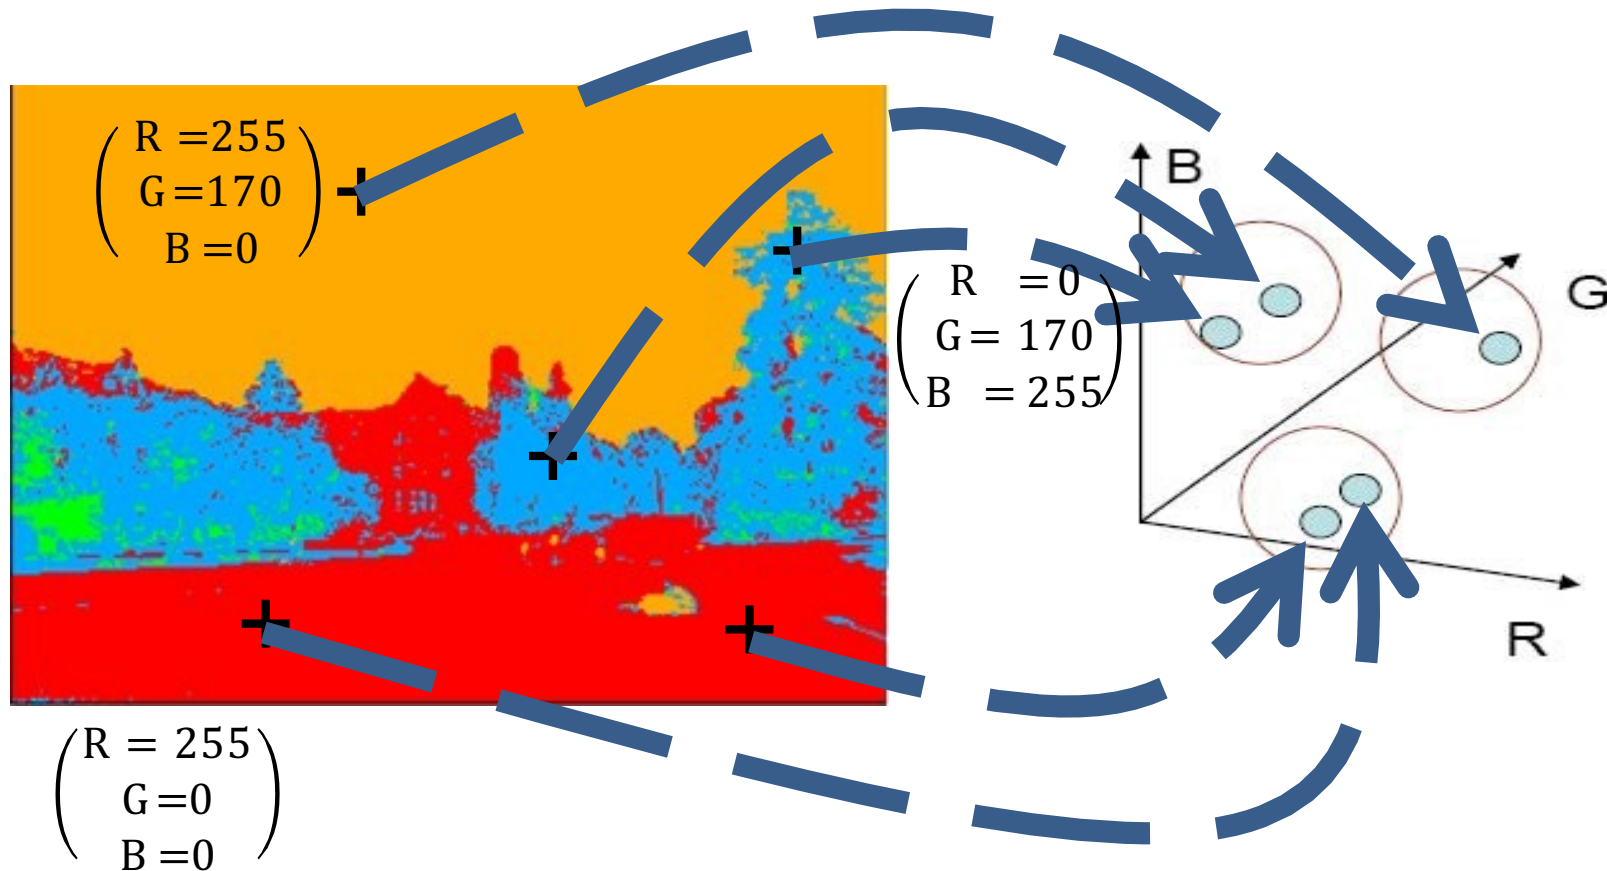 R =255
G=170
B =0
B
G
R =0
G= 170
B =255
R
R = 255
G=0
B =0